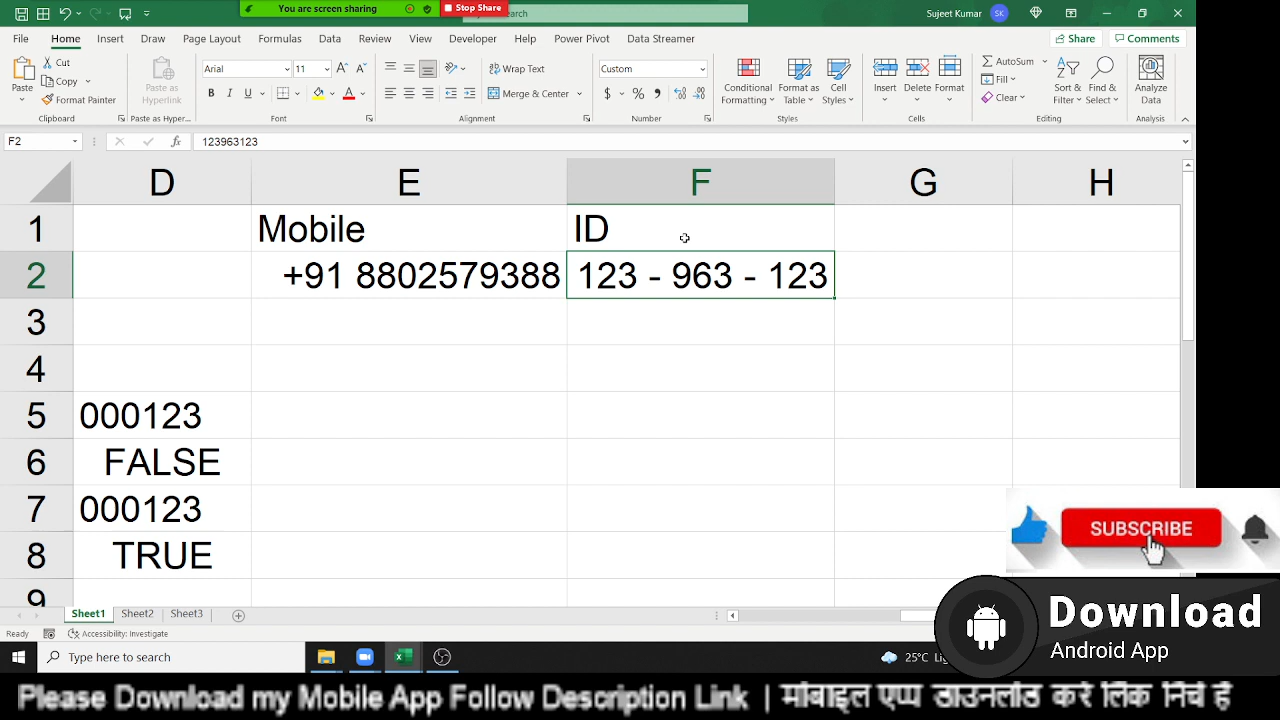 You are screen sharing
Stop Share
Search
Sujeet Kumar
SK
File Home Insert Draw Page Layout Formulas Data Review View Developer Help Power Pivot Data Streamer
Share
Comments
Paste
Cut
Copy
Format Painter
Clipboard
Paste as Hyperlink
Paste as Hyper...
Arial
11
B I U
Font
Wrap Text
Merge & Center
Alignment
Custom
$ % ,
Number
Conditional Formatting
Format as Table
Cell Styles
Styles
Insert Delete Format
Cells
AutoSum
Fill
Clear
Sort & Filter
Find & Select
Editing
Analyze Data
Analysis
F2
fx
123963123
D E F G H
1 Mobile ID
2 +91 8802579388 123 - 963 - 123
3
4
5 000123
6 FALSE
7 000123
8 TRUE
9
SUBSCRIBE
Sheet1 Sheet2 Sheet3
Ready
Accessibility: Investigate
Download
Android App
Type here to search
25°C
Please Download my Mobile App Follow Description Link | मोबाइल एप्प डाउनलोड करे लिंक निचे है